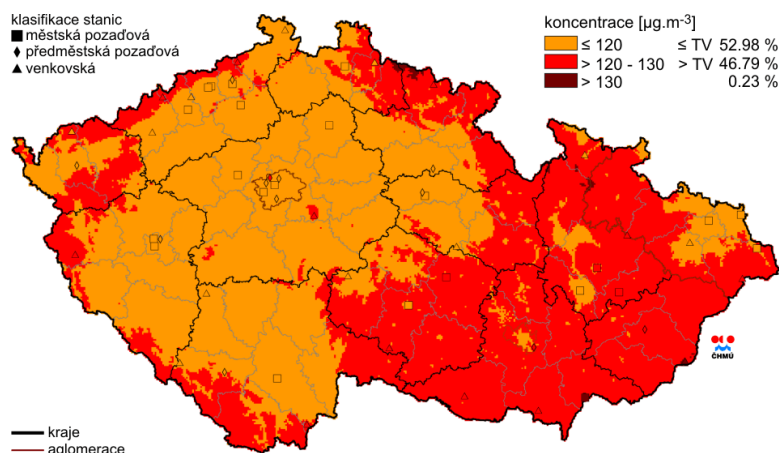 klasifikace stanic
městská pozaďová
předměstská pozaďová
venkovská
koncentrace [µg.m⁻³]
≤ 120 ≤ TV 52.98 %
> 120 - 130 > TV 46.79 %
> 130 0.23 %
ČHMÚ
kraje
aglomerace